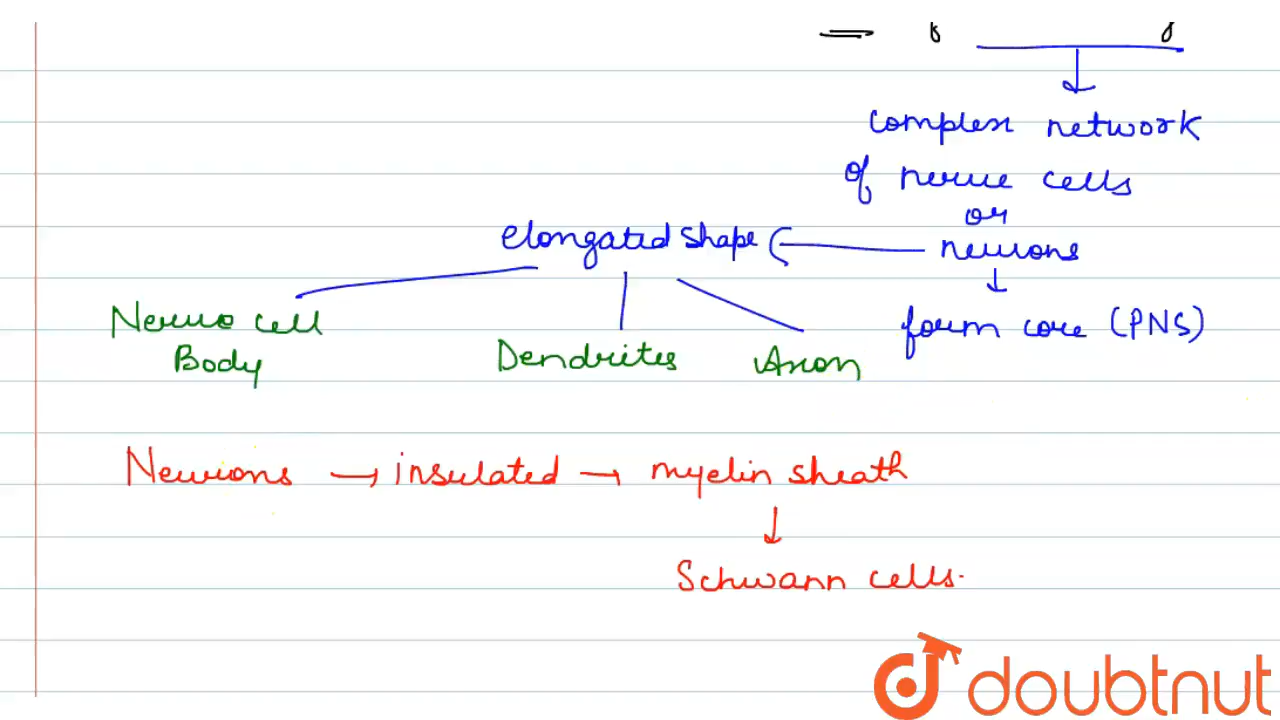 complex network
of nerve cells
or
elongated shape
neurons
Nerve cell
Body
Dendrites
Axon
form core (PNS)
Neurons → insulated → myelin sheath
Schwann cells.
doubtnut